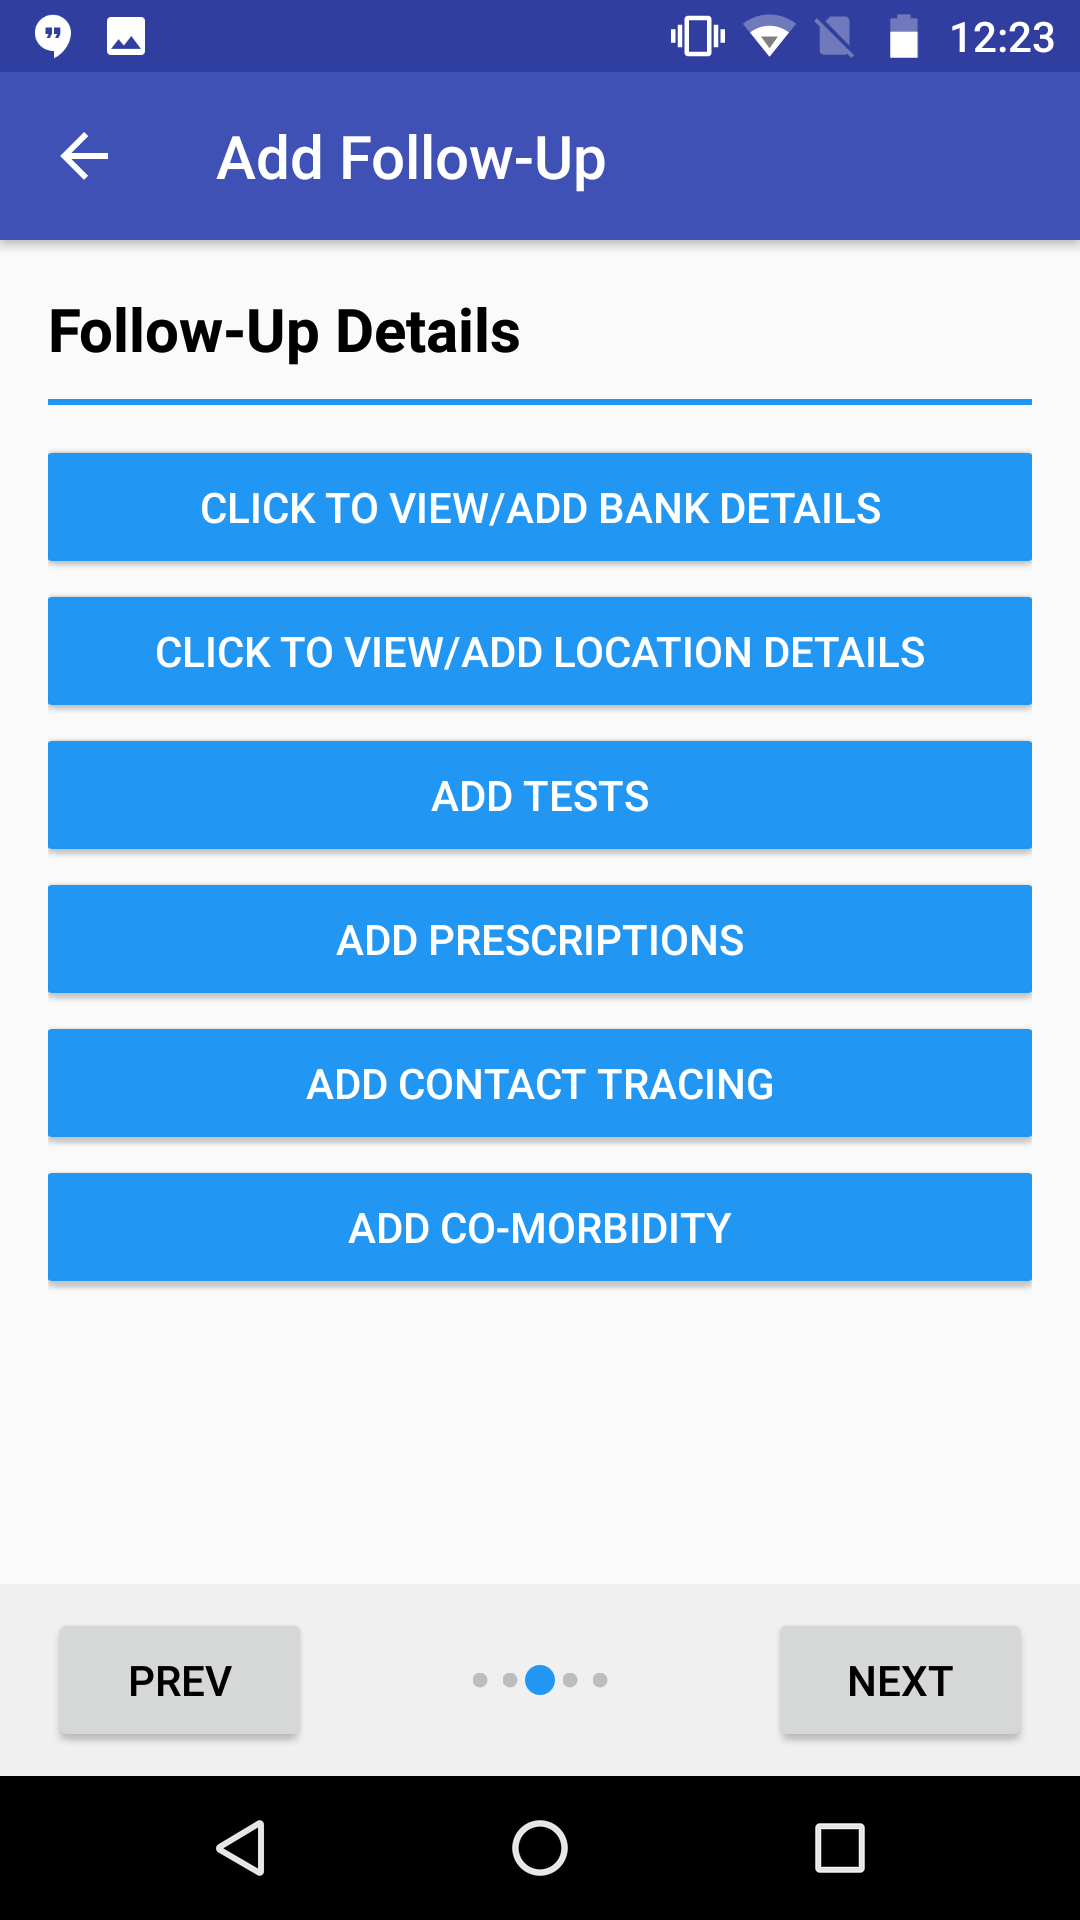 12:23
Add Follow-Up
Follow-Up Details
CLICK TO VIEW/ADD BANK DETAILS
CLICK TO VIEW/ADD LOCATION DETAILS
ADD TESTS
ADD PRESCRIPTIONS
ADD CONTACT TRACING
ADD CO-MORBIDITY
PREV
NEXT